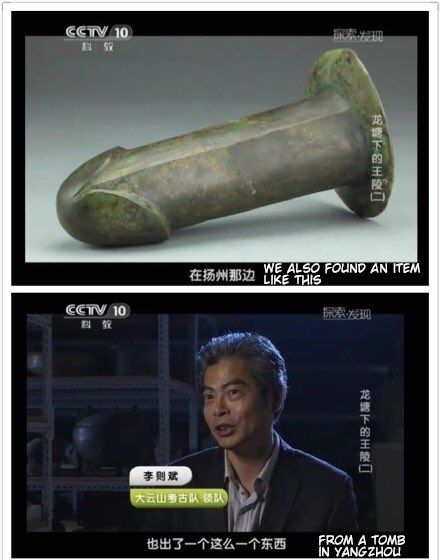 CCTV 10
科教
探索·发现
龙塘下的王陵(二)
在扬州那边
WE ALSO FOUND AN ITEM
LIKE THIS
CCTV 10
科教
探索·发现
龙塘下的王陵(二)
李则斌
大云山考古队 领队
也出了一个这么一个东西
FROM A TOMB
IN YANGZHOU